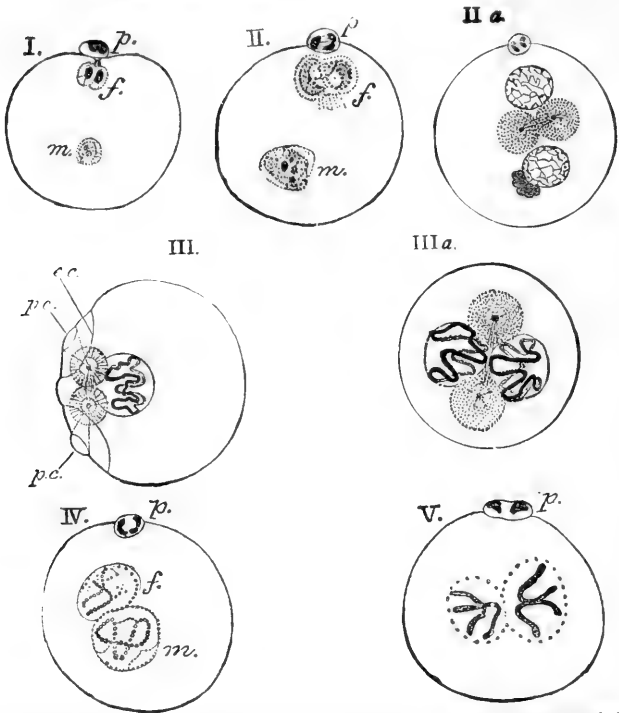 I.
p.
f.
m.
II.
p
f.
m.
II a.
III.
c.c.
p.c.
p.c.
III a.
IV.
p.
f.
m.
V.
p.